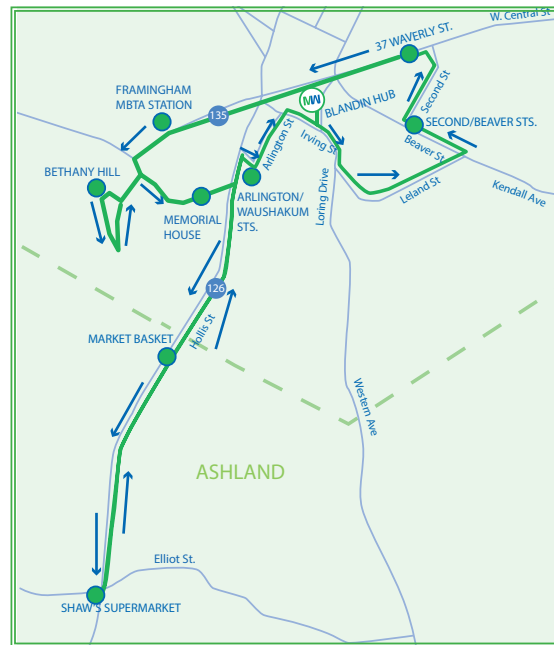 W. Central St
37 WAVERLY ST.
FRAMINGHAM
MBTA STATION
135
MW
BLANDIN HUB
Second St
SECOND/BEAVER STS.
Arlington St
Irving St
Beaver St
BETHANY HILL
Leland St
Kendall Ave
MEMORIAL
HOUSE
ARLINGTON/
WAUSHAKUM
STS.
Loring Drive
126
Hollis St
MARKET BASKET
Western Ave
ASHLAND
Elliot St.
SHAW'S SUPERMARKET